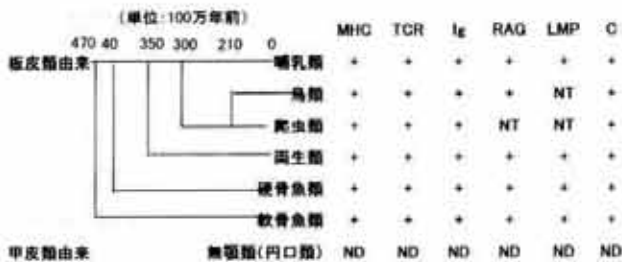 (単位:100万年前)
MHC TCR Ig RAG LMP C
470 40 350 300 210 0
板皮類由来 哺乳類 + + + + + +
鳥類 + + + + NT +
爬虫類 + + + NT NT +
両生類 + + + + + +
硬骨魚類 + + + + + +
軟骨魚類 + + + + + +
甲皮類由来 無顎類(円口類) ND ND ND ND ND ND